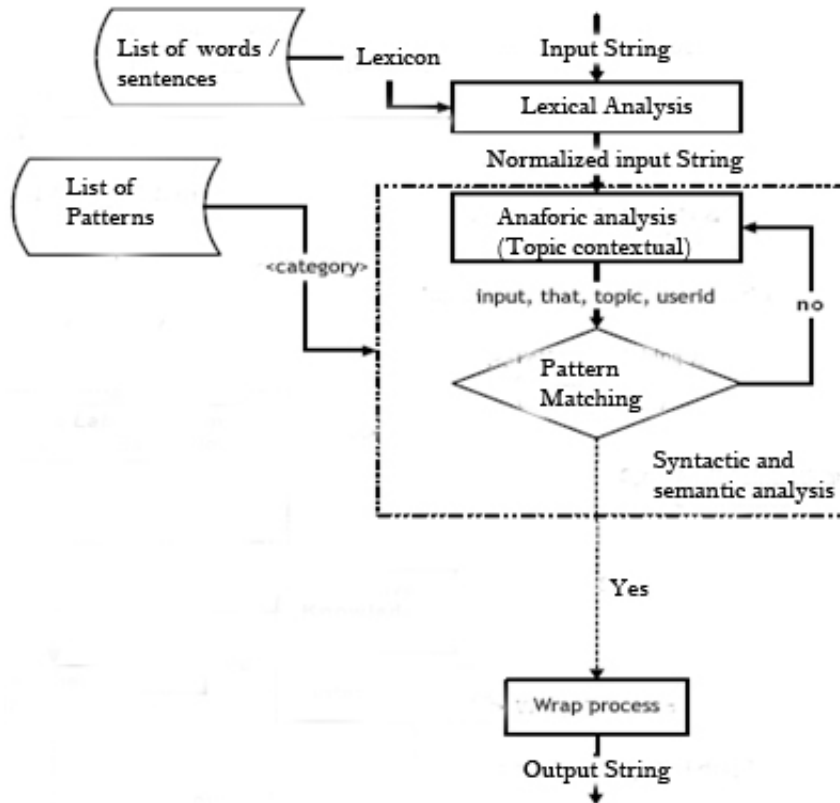 List of words /
sentences
Lexicon
Input String
Lexical Analysis
Normalized input String
List of
Patterns
<category>
Anaforic analysis
(Topic contextual)
input, that, topic, userid
no
Pattern
Matching
Syntactic and
semantic analysis
Yes
Wrap process
Output String